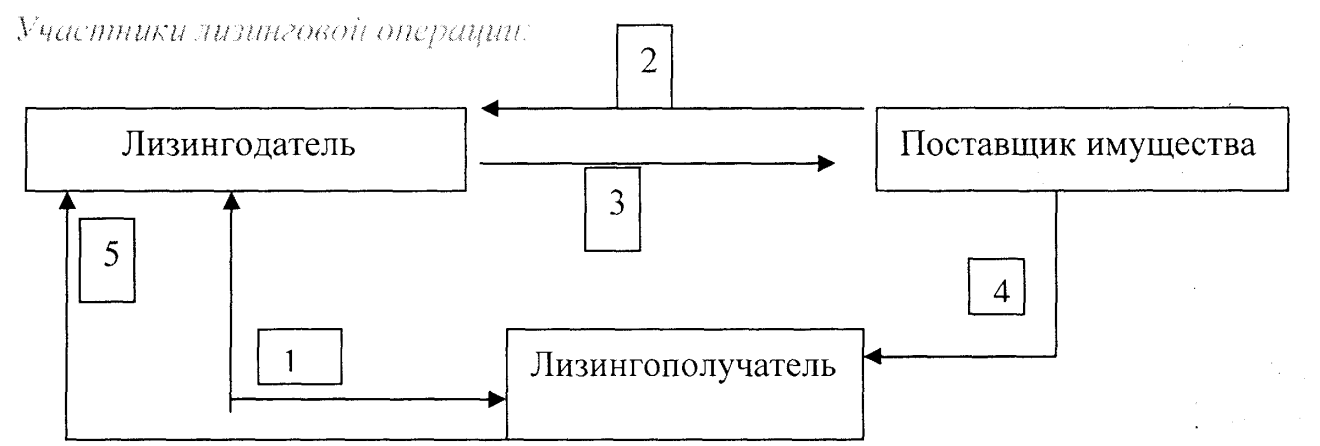 Участники лизинговой операции:
2
Лизингодатель
Поставщик имущества
3
5
4
1
Лизингополучатель